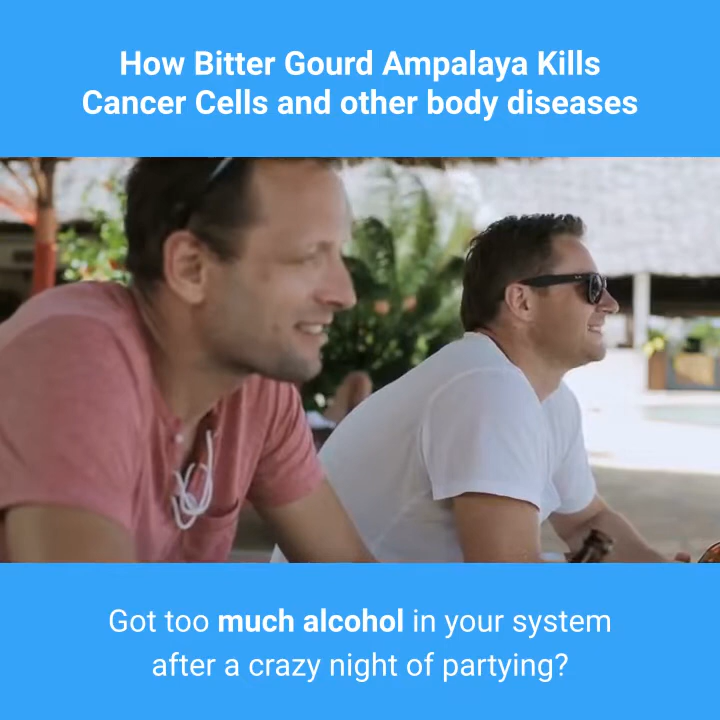 How Bitter Gourd Ampalaya Kills
Cancer Cells and other body diseases
Got too much alcohol in your system
after a crazy night of partying?